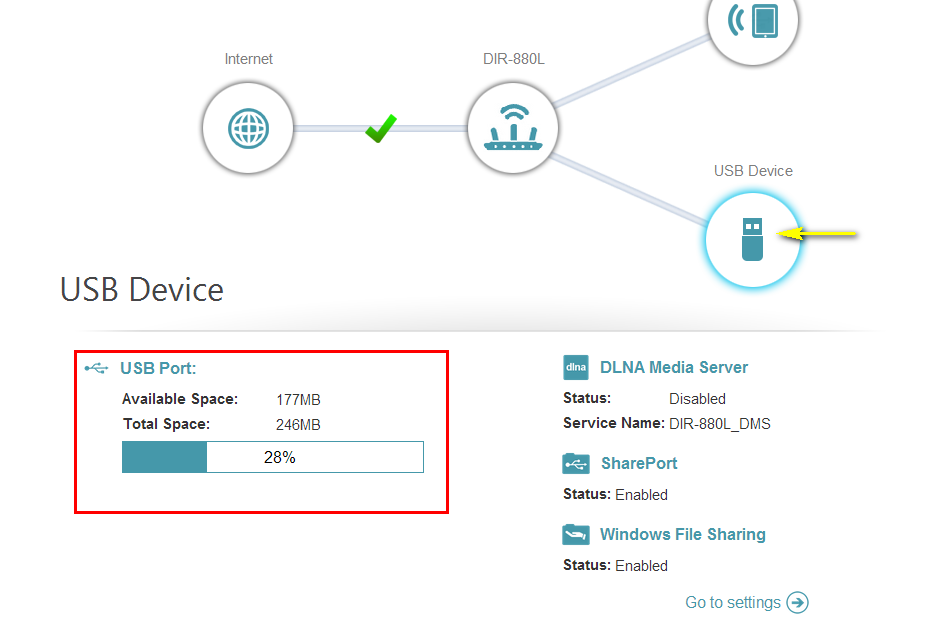 Internet
DIR-880L
USB Device
USB Device
USB Port:
Available Space: 177MB
Total Space: 246MB
28%
dlna DLNA Media Server
Status: Disabled
Service Name: DIR-880L_DMS
SharePort
Status: Enabled
Windows File Sharing
Status: Enabled
Go to settings